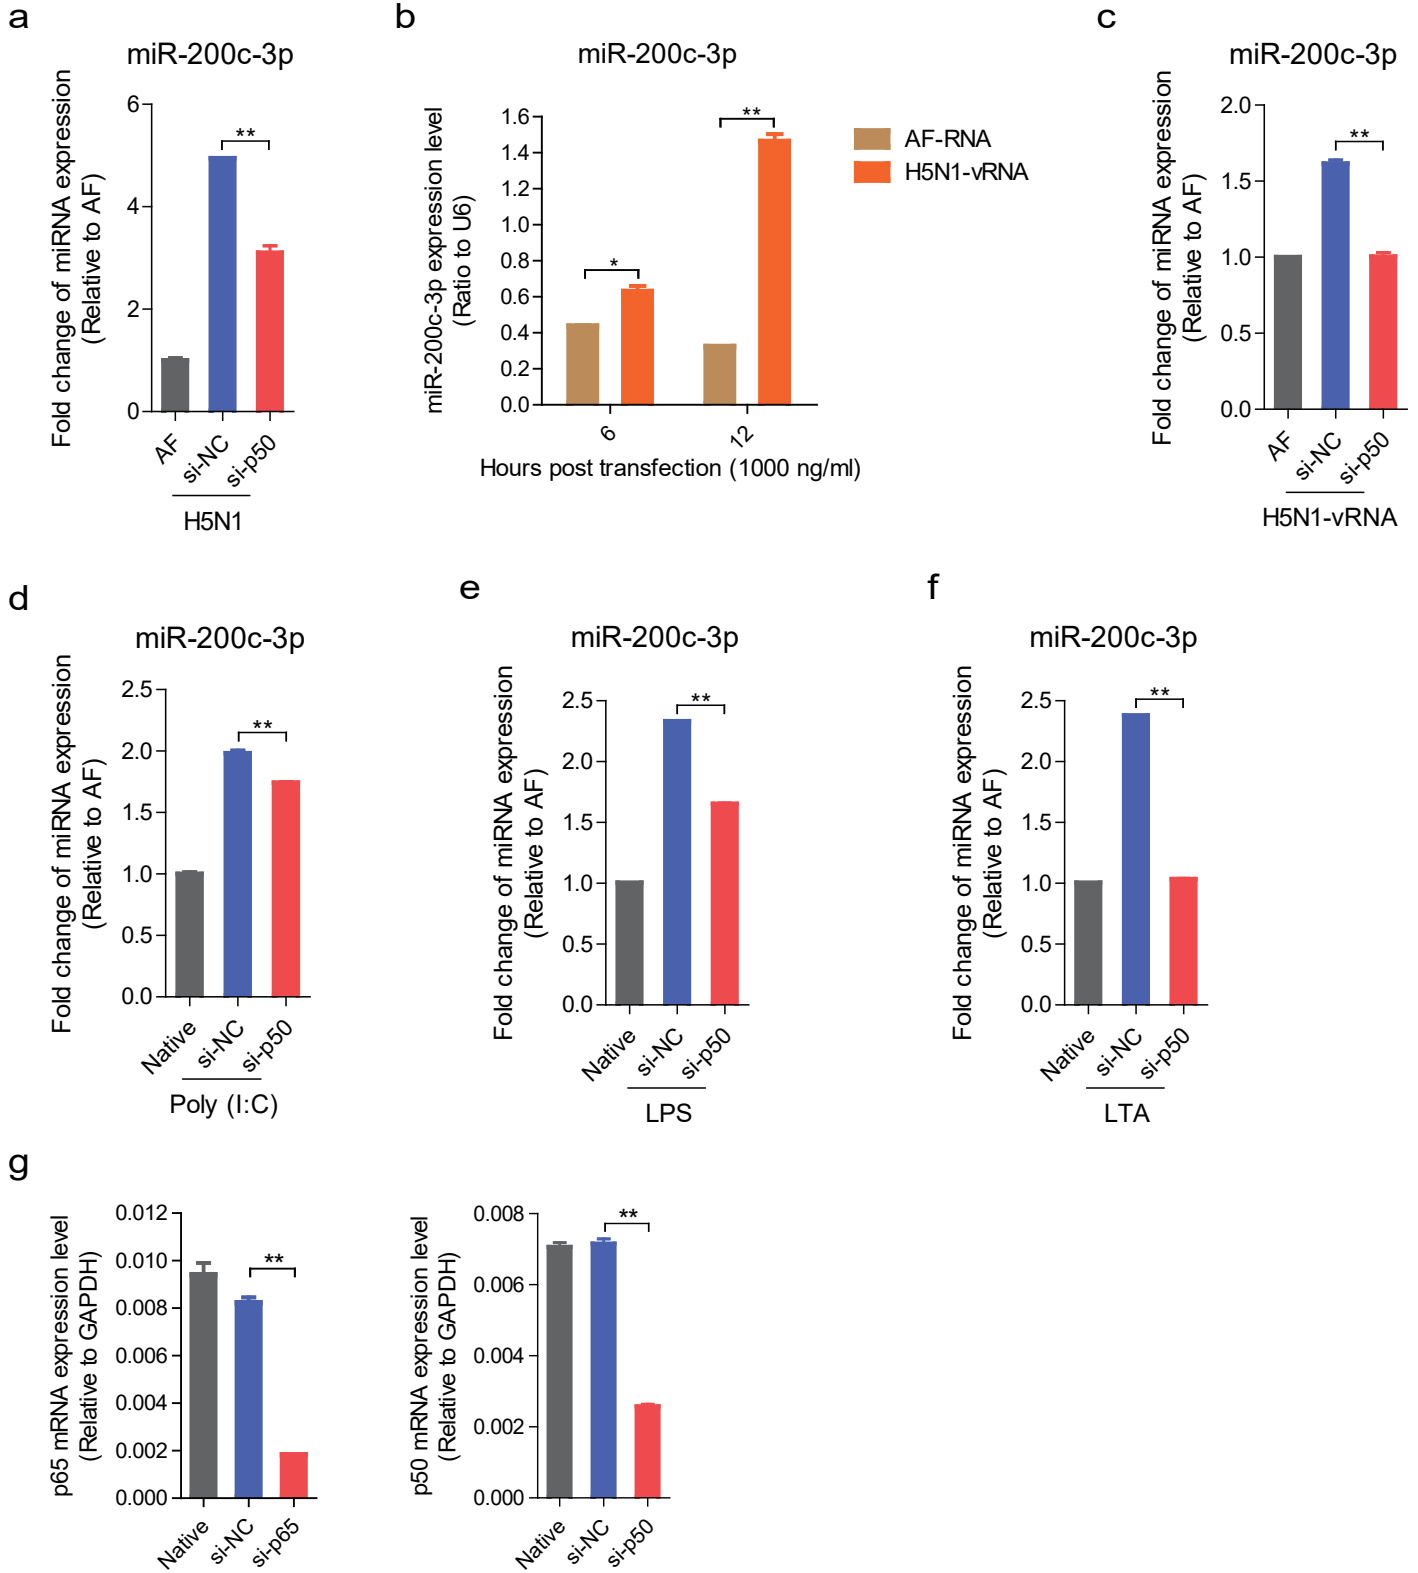 a
miR-200c-3p
Fold change of miRNA expression
(Relative to AF)
6
4
2
0
**
AF
si-NC
si-p50
H5N1
b
miR-200c-3p
miR-200c-3p expression level
(Ratio to U6)
1.6
1.4
1.2
1.0
0.8
0.6
0.4
0.2
0.0
*
**
6
12
Hours post transfection (1000 ng/ml)
AF-RNA
H5N1-vRNA
c
miR-200c-3p
Fold change of miRNA expression
(Relative to AF)
2.0
1.5
1.0
0.5
0.0
**
AF
si-NC
si-p50
H5N1-vRNA
d
miR-200c-3p
Fold change of miRNA expression
(Relative to AF)
2.5
2.0
1.5
1.0
0.5
0.0
**
Native
si-NC
si-p50
Poly (I:C)
e
miR-200c-3p
Fold change of miRNA expression
(Relative to AF)
2.5
2.0
1.5
1.0
0.5
0.0
**
Native
si-NC
si-p50
LPS
f
miR-200c-3p
Fold change of miRNA expression
(Relative to AF)
2.5
2.0
1.5
1.0
0.5
0.0
**
Native
si-NC
si-p50
LTA
g
p65 mRNA expression level
(Relative to GAPDH)
0.012
0.010
0.008
0.006
0.004
0.002
0.000
**
Native
si-NC
si-p65
p50 mRNA expression level
(Relative to GAPDH)
0.008
0.006
0.004
0.002
0.000
**
Native
si-NC
si-p50